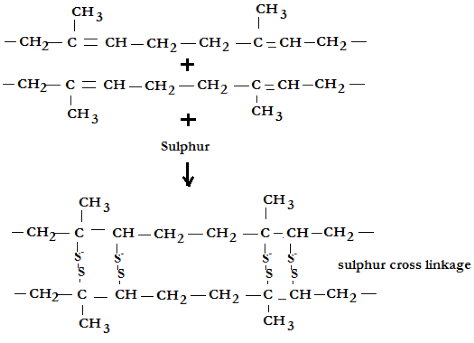 CH3 CH3
— CH2— C = CH — CH2 — CH2 — C = CH — CH2 —
+
— CH2— C = CH — CH2 — CH2 — C = CH — CH2 —
CH3 CH3
+
Sulphur
CH3 CH3
— CH2— C — CH — CH2 — CH2 — C – CH — CH2 —
S S S S
sulphur cross linkage
S S S S
— CH2— C — CH — CH2 — CH2 — C – CH — CH2 —
CH3 CH3